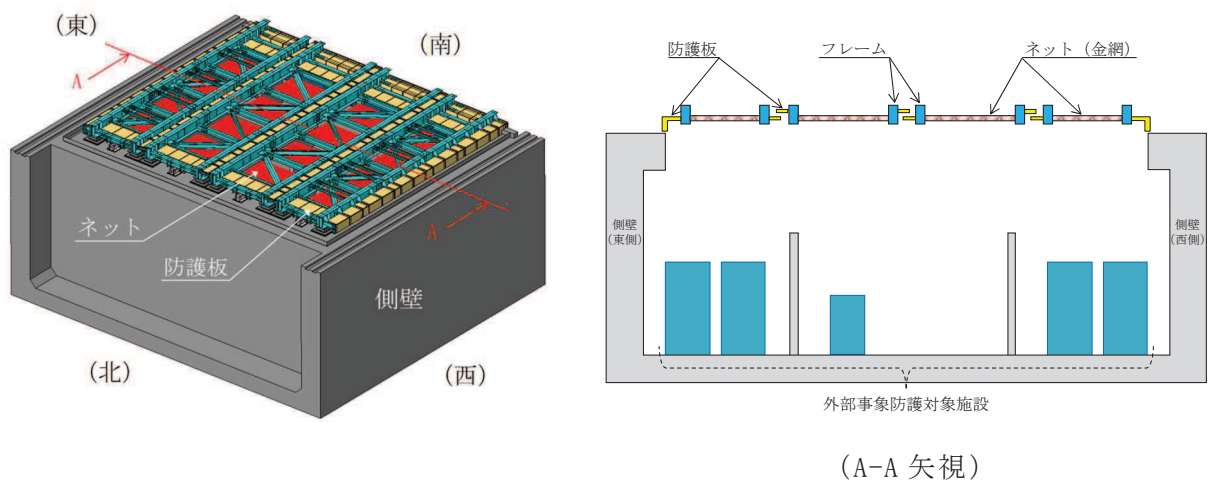 (東)
(南)
A
ネット
A
防護板
側壁
(北)
(西)
防護板
フレーム
ネット(金網)
側壁
(東側)
側壁
(西側)
外部事象防護対象施設
(A-A 矢視)